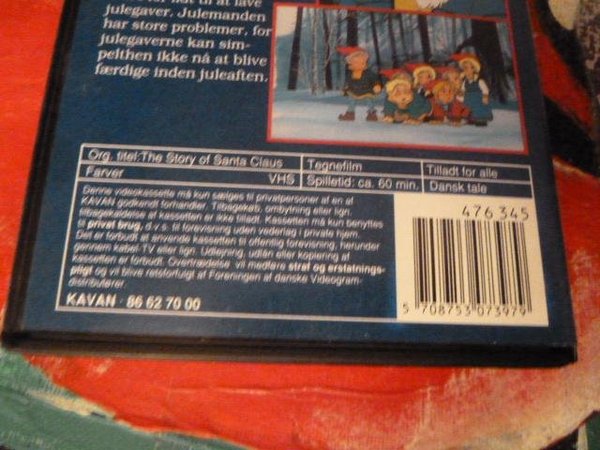 julegaver. Julemanden
har store problemer, for
julegaverne kan sim-
pelthen ikke nå at blive
færdige inden juleaften.
Org. titel: The Story of Santa Claus Tegnefilm Tilladt for alle
Farver VHS Spilletid: ca. 60 min. Dansk tale
Denne videokassette må kun sælges til privatpersoner af en af
KAVAN godkendt forhandler. Tilbagekøb, ombytning eller lign.
tilbagekaldelse af kassetten er ikke tilladt. Kassetten må kun benyttes
til privat brug, d.v.s. til forevisning uden vederlag i private hjem.
Det er forbudt at anvende kassetten til offentlig forevisning, herunder
gennem kabel TV eller lign. Udlejning, udlån eller kopiering af
kassetten er forbudt. Overtrædelse vil medføre straf og erstatnings-
pligt og vil blive retsforfulgt af Foreningen af danske Videogram-
distributører.
KAVAN · 86 62 70 00
476 345
5 708753 073979